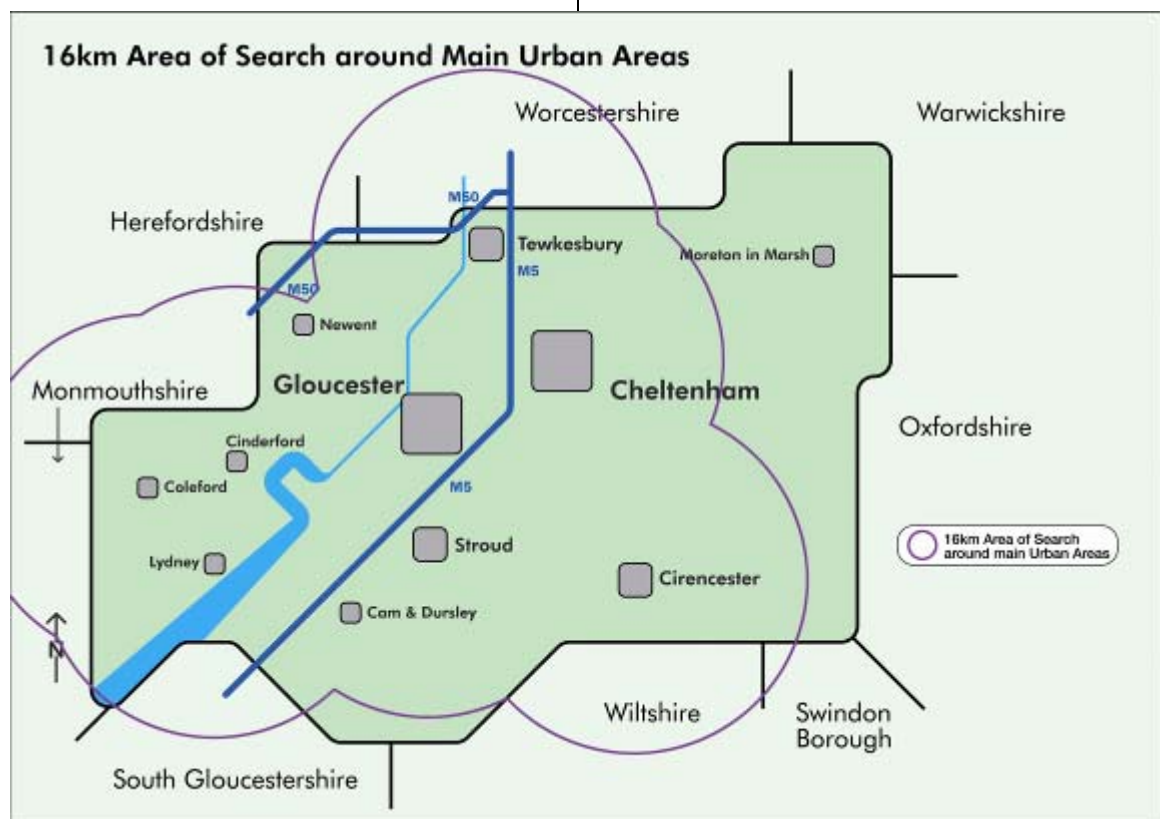 16km Area of Search around Main Urban Areas
Worcestershire
Warwickshire
M50
Herefordshire
Tewkesbury
Moreton in Marsh
M5
M50
Newent
Gloucester
Cheltenham
Monmouthshire
Oxfordshire
Cinderford
Coleford
M5
Stroud
16km Area of Search
around main Urban Areas
Lydney
Cirencester
Cam & Dursley
N
Wiltshire
Swindon
Borough
South Gloucestershire